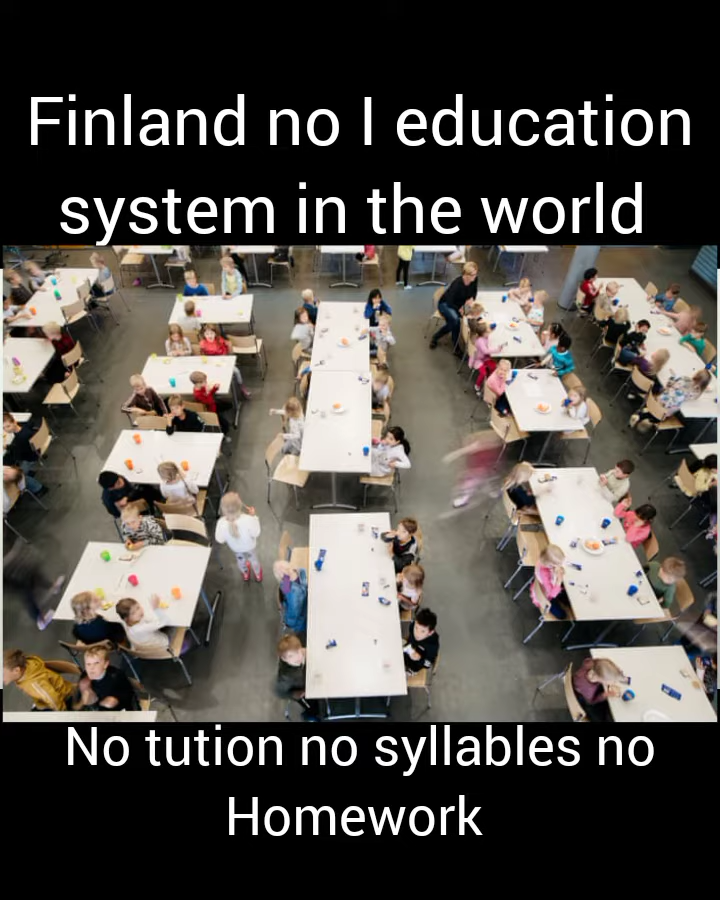 Finland no I education
system in the world
No tution no syllables no
Homework